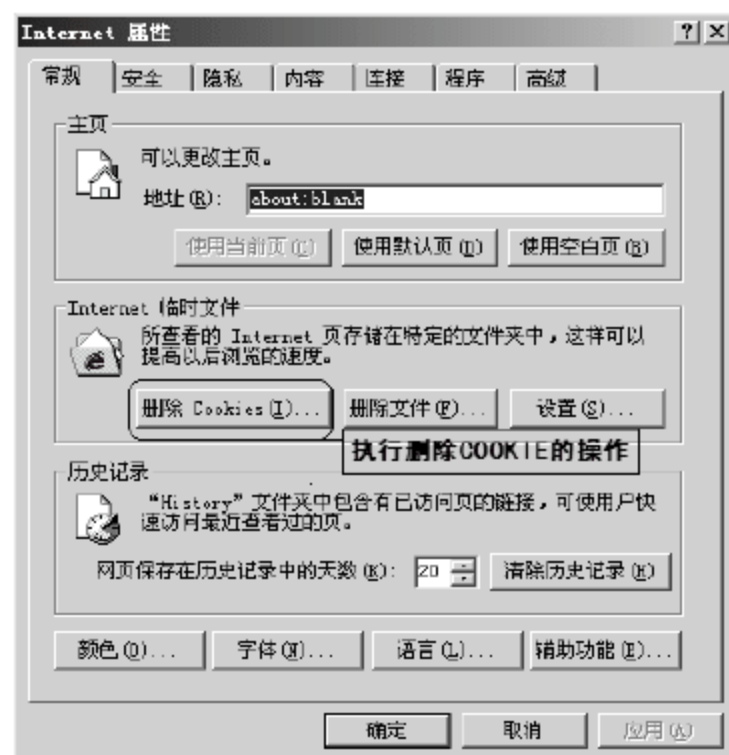 Internet 属性
常规 安全 隐私 内容 连接 程序 高级
主页
可以更改主页。
地址(R): about:blank
使用当前页(C) 使用默认页(D) 使用空白页(B)
Internet 临时文件
所查看的 Internet 页存储在特定的文件夹中，这样可以
提高以后浏览的速度。
删除 Cookies(I)... 删除文件(F)... 设置(S)...
执行删除COOKIE的操作
历史记录
“History”文件夹中包含有已访问页的链接，可使用户快
速访问最近查看过的页。
网页保存在历史记录中的天数(K): 20 清除历史记录(H)
颜色(O)... 字体(N)... 语言(L)... 辅助功能(E)...
确定 取消 应用(A)